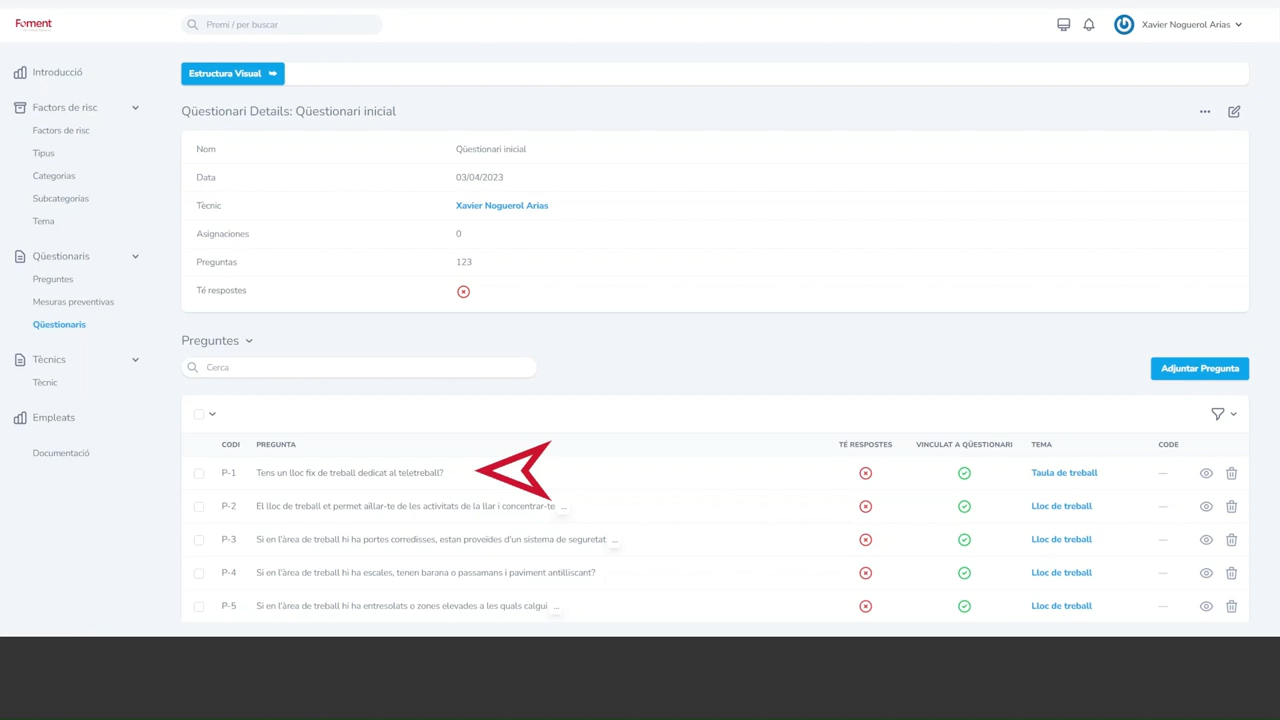 Foment
Premi / per buscar
Xavier Noguerol Arias
Introducció
Factors de risc
Factors de risc
Tipus
Categorias
Subcategorias
Tema
Qüestionaris
Preguntes
Mesuras preventivas
Qüestionaris
Tècnics
Tècnic
Empleats
Documentació
Estructura Visual
Qüestionari Details: Qüestionari inicial
Nom Qüestionari inicial
Data 03/04/2023
Tècnic Xavier Noguerol Arias
Asignaciones 0
Preguntas 123
Té respostes
Preguntes
Cerca
Adjuntar Pregunta
CODI PREGUNTA TÉ RESPOSTES VINCULAT A QÜESTIONARI TEMA CODE
P-1 Tens un lloc fix de treball dedicat al teletreball? Taula de treball —
P-2 El lloc de treball et permet aïllar-te de les activitats de la llar i concentrar-te ... Lloc de treball —
P-3 Si en l'àrea de treball hi ha portes corredisses, estan proveïdes d'un sistema de seguretat ... Lloc de treball —
P-4 Si en l'àrea de treball hi ha escales, tenen barana o passamans i paviment antilliscant? Lloc de treball —
P-5 Si en l'àrea de treball hi ha entresolats o zones elevades a les quals calgui ... Lloc de treball —